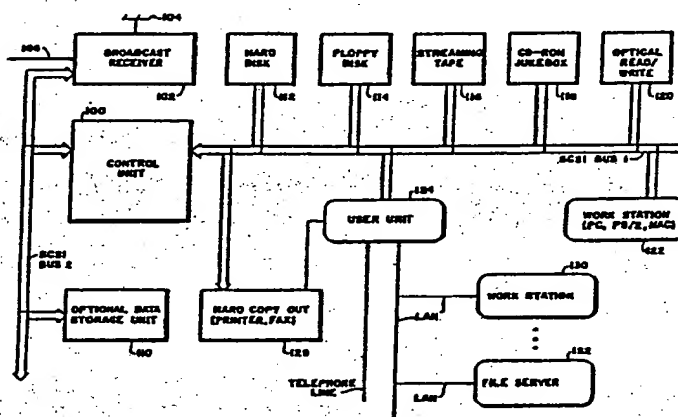 104
106
BROADCAST
RECEIVER
102
HARD
DISK
112
FLOPPY
DISK
114
STREAMING
TAPE
116
CD-ROM
JUKEBOX
118
OPTICAL
READ/
WRITE
120
100
CONTROL
UNIT
SCSI BUS 1
SCSI
BUS 2
USER UNIT
124
WORK STATION
(PC, PS/2, MAC)
122
OPTIONAL DATA
STORAGE UNIT
110
HARD COPY OUT
(PRINTER, FAX)
128
WORK STATION
130
LAN
TELEPHONE
LINE
FILE SERVER
132
LAN